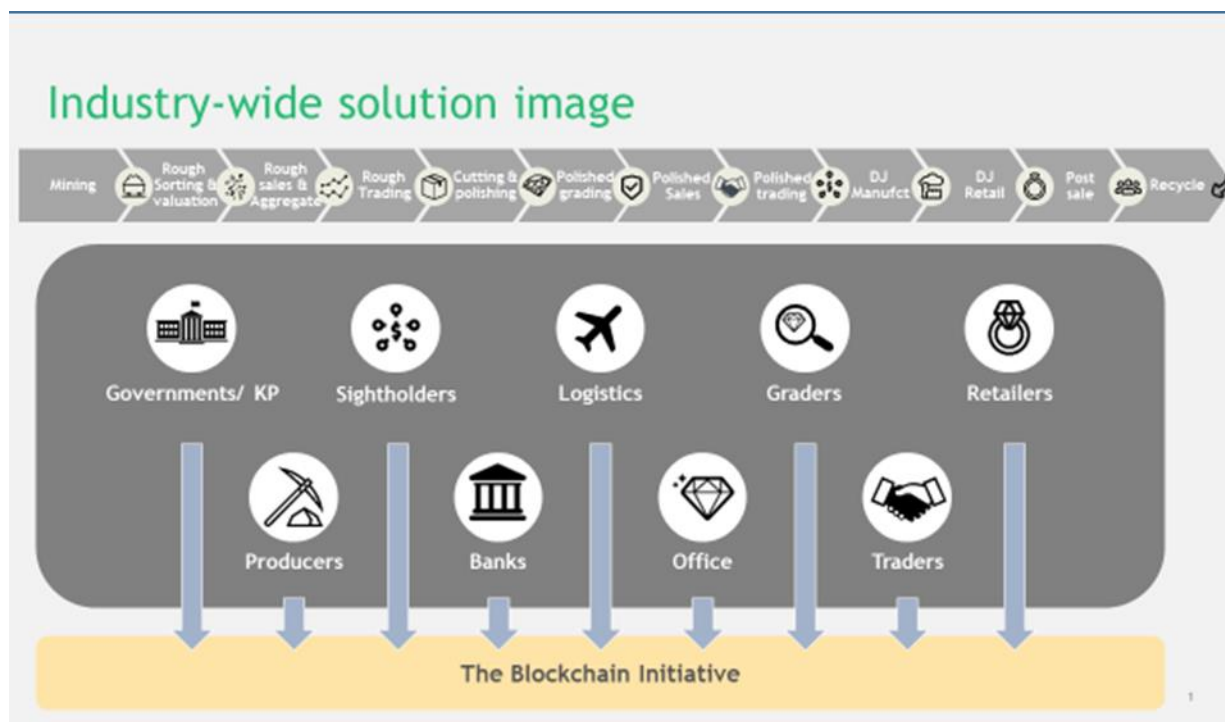 Industry-wide solution image
Mining
Rough
Sorting &
valuation
Rough
sales &
Aggregate
Rough
Trading
Cutting &
polishing
Polished
grading
Polished
Sales
Polished
trading
DJ
Manufct
DJ
Retail
Post
sale
Recycle
Governments/ KP
Sightholders
Logistics
Graders
Retailers
Producers
Banks
Office
Traders
The Blockchain Initiative
1